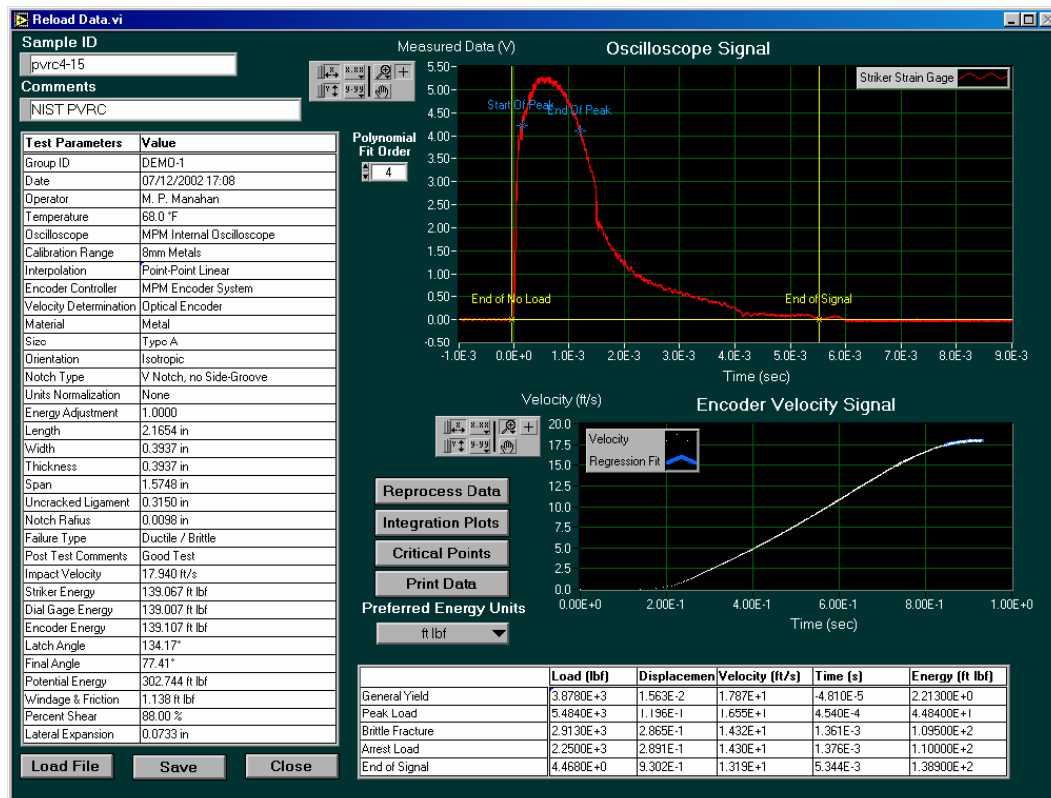 Reload Data.vi
Sample ID
pvrc4-15
Comments
NIST PVRC
Test Parameters Value
Group ID DEMO-1
Date 07/12/2002 17:08
Operator M. P. Manahan
Temperature 68.0 °F
Oscilloscope MPM Internal Oscilloscope
Calibration Range 8mm Metals
Interpolation Point-Point Linear
Encoder Controller MPM Encoder System
Velocity Determination Optical Encoder
Material Metal
Size Type A
Orientation Isotropic
Notch Type V Notch, no Side-Groove
Units Normalization None
Energy Adjustment 1.0000
Length 2.1654 in
Width 0.3937 in
Thickness 0.3937 in
Span 1.5748 in
Uncracked Ligament 0.3150 in
Notch Rafius 0.0098 in
Failure Type Ductile / Brittle
Post Test Comments Good Test
Impact Velocity 17.940 ft/s
Striker Energy 139.067 ft lbf
Dial Gage Energy 139.007 ft lbf
Encoder Energy 139.107 ft lbf
Latch Angle 134.17°
Final Angle 77.41°
Potential Energy 302.744 ft lbf
Windage & Friction 1.138 ft lbf
Percent Shear 88.00 %
Lateral Expansion 0.0733 in
Load File Save Close
Measured Data (V) Oscilloscope Signal
Striker Strain Gage
Polynomial
Fit Order
4
5.50
5.00
4.50
4.00
3.50
3.00
2.50
2.00
1.50
1.00
0.50
0.00
-0.50
Start Of Peak End Of Peak
End of No Load End of Signal
-1.0E-3 0.0E+0 1.0E-3 2.0E-3 3.0E-3 4.0E-3 5.0E-3 6.0E-3 7.0E-3 8.0E-3 9.0E-3
Time (sec)
Velocity (ft/s) Encoder Velocity Signal
Velocity
Regression Fit
20.0
17.5
15.0
12.5
10.0
7.5
5.0
2.5
0.0
0.00E+0 2.00E-1 4.00E-1 6.00E-1 8.00E-1 1.00E+0
Time (sec)
Reprocess Data
Integration Plots
Critical Points
Print Data
Preferred Energy Units
ft lbf
Load (lbf) Displacemen Velocity (ft/s) Time (s) Energy (ft lbf)
General Yield 3.8780E+3 1.563E-2 1.787E+1 -4.810E-5 2.21300E+0
Peak Load 5.4840E+3 1.196E-1 1.655E+1 4.540E-4 4.48400E+1
Brittle Fracture 2.9130E+3 2.865E-1 1.432E+1 1.361E-3 1.09500E+2
Arrest Load 2.2500E+3 2.891E-1 1.430E+1 1.376E-3 1.10000E+2
End of Signal 4.4680E+0 9.302E-1 1.319E+1 5.344E-3 1.38900E+2